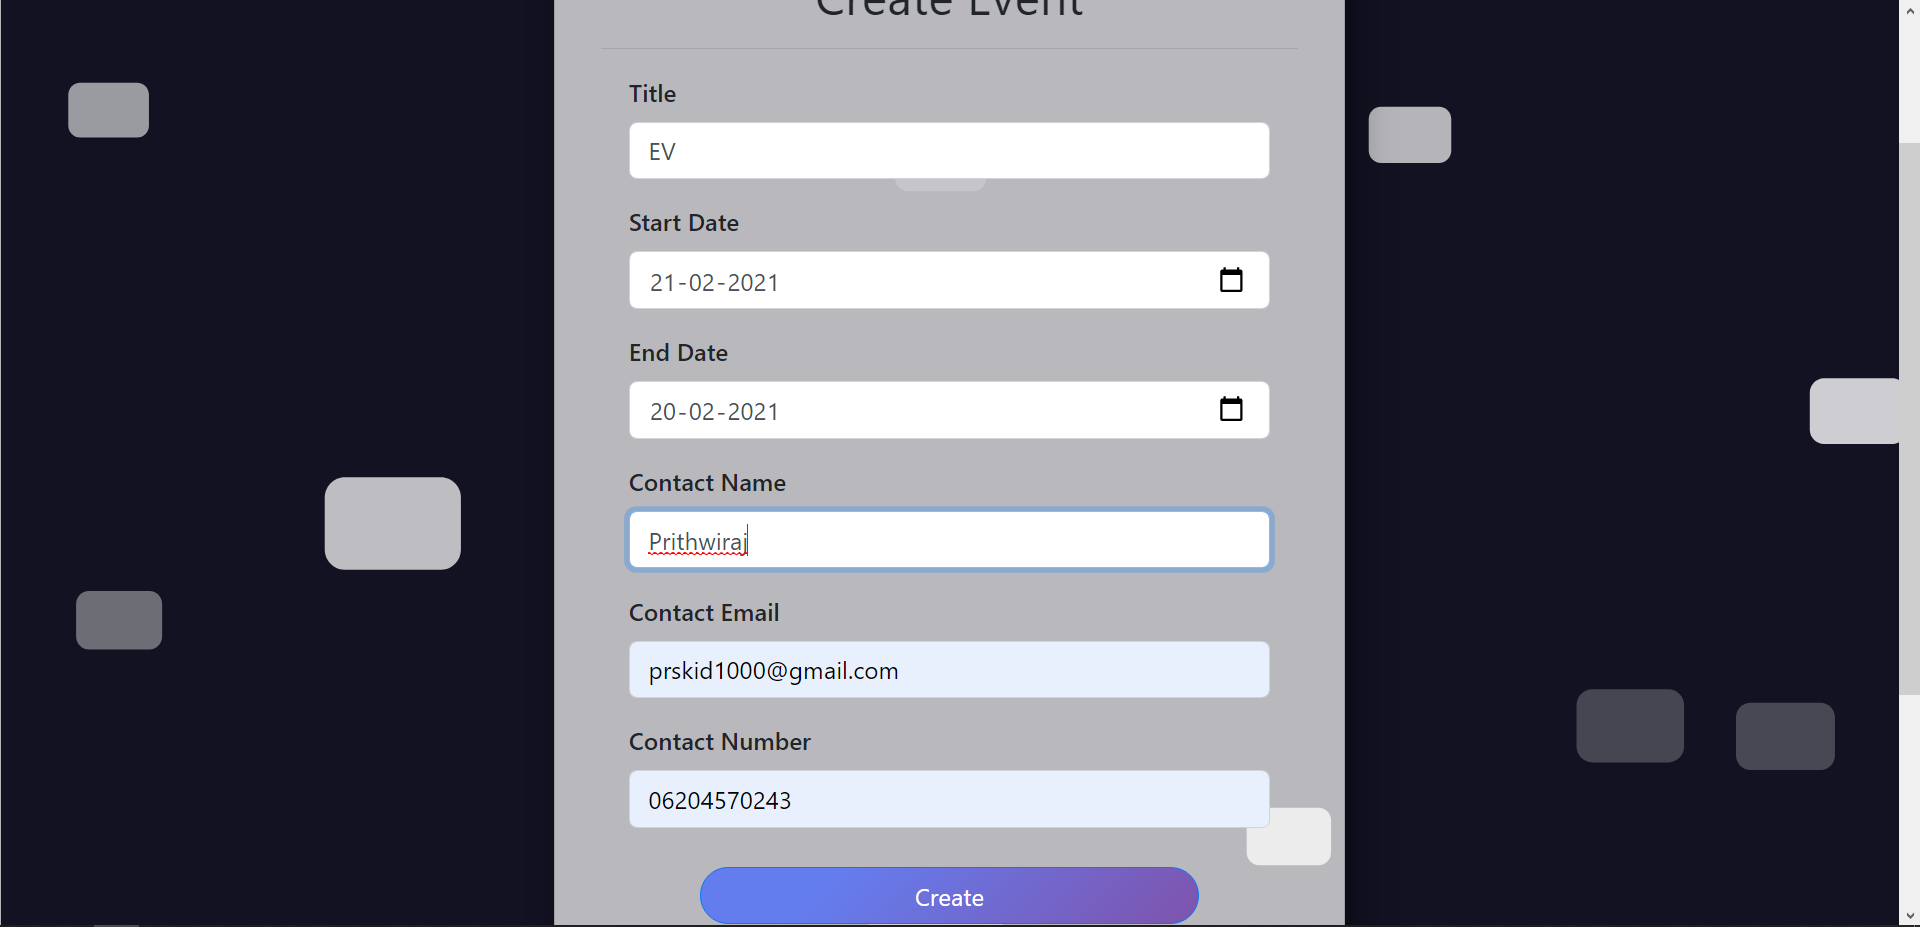 Create Event
Title
EV
Start Date
21-02-2021
End Date
20-02-2021
Contact Name
Prithwiraj
Contact Email
prskid1000@gmail.com
Contact Number
06204570243
Create